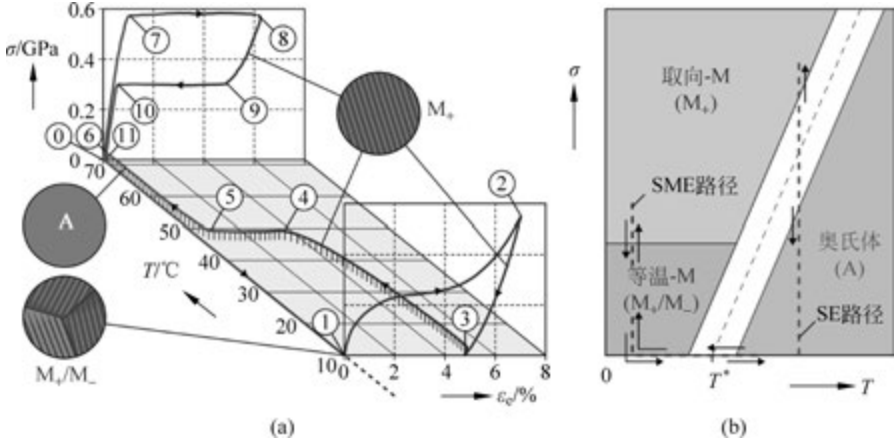 (a)
0.6
σ/GPa
0.4
0.2
0
⑦
⑧
⑩
⑨
⓪
⑥
⑪
M₊
70
60
50
40
30
20
10
A
⑤
④
②
T/℃
①
③
M₊/M₋
0
2
4
6
8
εc/%
(a)
(b)
σ
取向-M
(M₊)
SME路径
等温-M
(M₊/M₋)
奥氏体
(A)
SE路径
0
T*
T
(b)